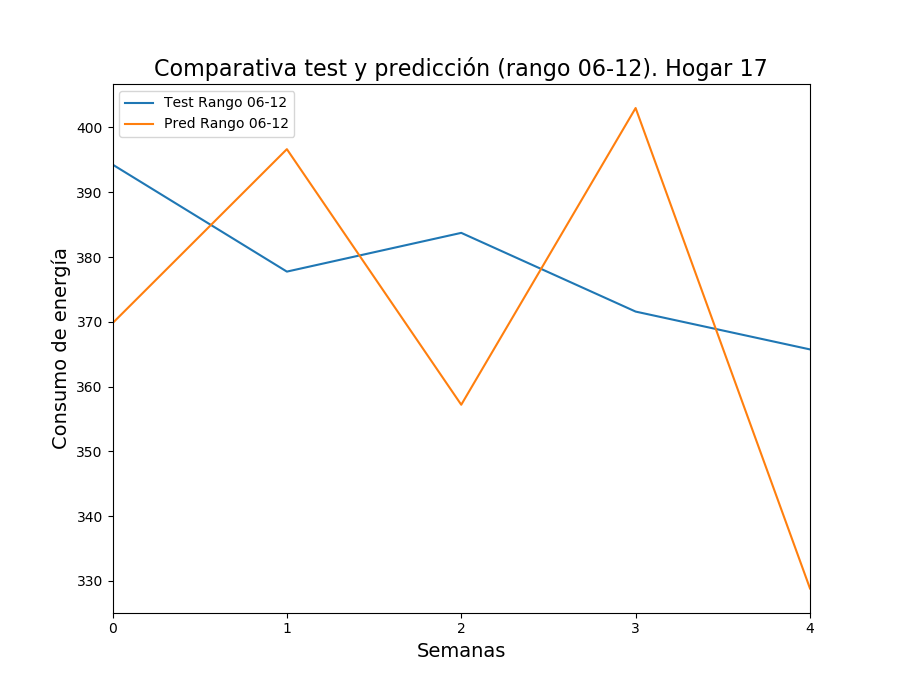 Comparativa test y predicción (rango 06-12). Hogar 17
Test Rango 06-12
Pred Rango 06-12
400
390
380
370
360
350
340
330
Consumo de energía
0 1 2 3 4
Semanas